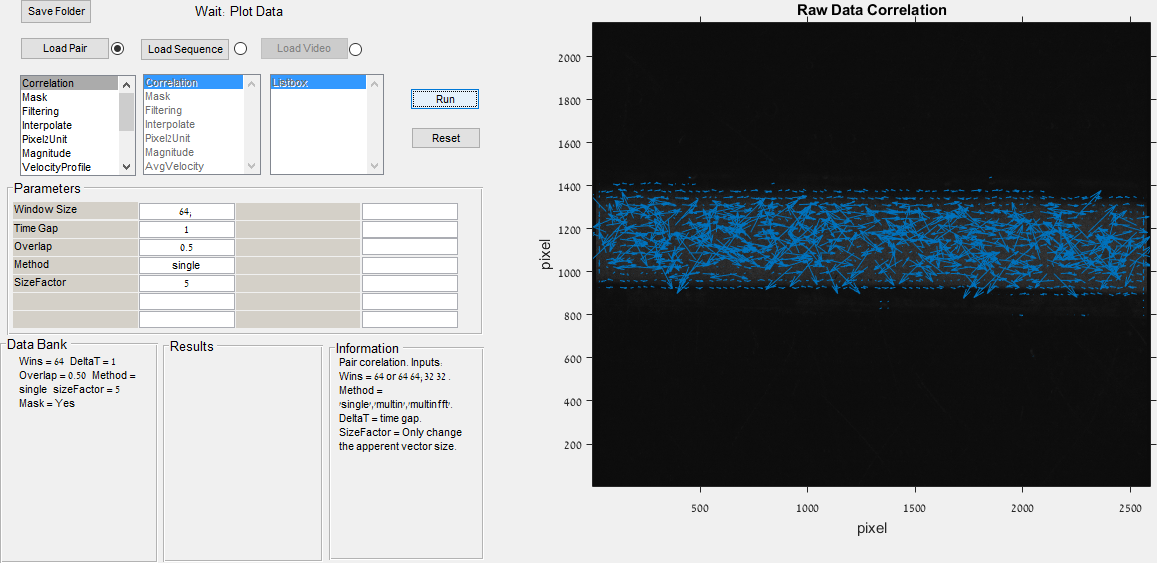 Save Folder
Wait: Plot Data
Load Pair
Load Sequence
Load Video
Correlation
Mask
Filtering
Interpolate
Pixel2Unit
Magnitude
VelocityProfile
Correlation
Mask
Filtering
Interpolate
Pixel2Unit
Magnitude
AvgVelocity
Listbox
Run
Reset
Parameters
Window Size 64;
Time Gap 1
Overlap 0.5
Method single
SizeFactor 5
Data Bank
Wins = 64 DeltaT = 1
Overlap = 0.50 Method =
single sizeFactor = 5
Mask = Yes
Results
Information
Pair corelation. Inputs:
Wins = 64 or 64 64; 32 32 .
Method =
'single','multin','multinfft'.
DeltaT = time gap.
SizeFactor = Only change
the apperent vector size.
Raw Data Correlation
2000
1800
1600
1400
1200
1000
800
600
400
200
pixel
500 1000 1500 2000 2500
pixel